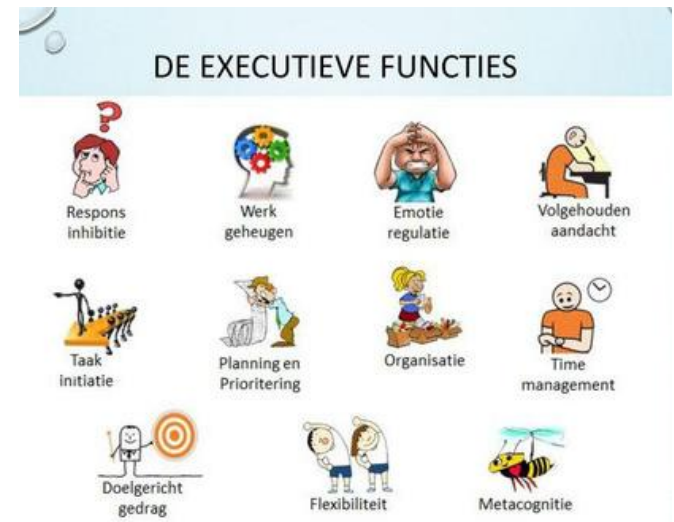 DE EXECUTIEVE FUNCTIES
?
Respons
inhibitie
Werk
geheugen
Emotie
regulatie
Volgehouden
aandacht
Taak
initiatie
Planning en
Prioritering
Organisatie
Time
management
Doelgericht
gedrag
Flexibiliteit
Metacognitie